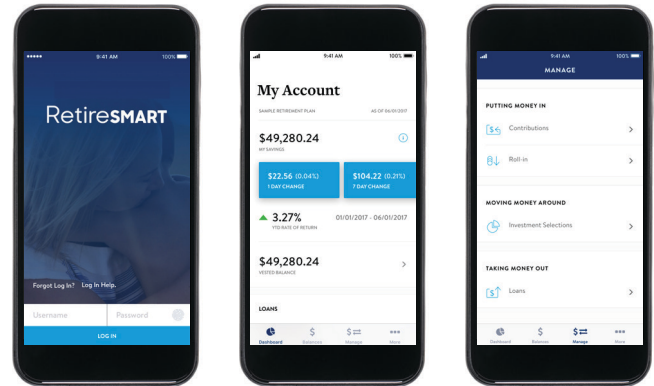 9:41 AM 100%
RetireSMART
Forgot Log In? Log In Help.
Username Password
LOG IN
9:41 AM 100%
My Account
SAMPLE RETIREMENT PLAN AS OF 06/01/2017
$49,280.24
MY SAVINGS
$22.56 (0.04%) $104.22 (0.21%)
1 DAY CHANGE 7 DAY CHANGE
3.27% 01/01/2017 - 06/01/2017
YTD RATE OF RETURN
$49,280.24
VESTED BALANCE
LOANS
Dashboard Balances Manage More
9:41 AM 100%
MANAGE
PUTTING MONEY IN
Contributions
Roll-in
MOVING MONEY AROUND
Investment Selections
TAKING MONEY OUT
Loans
Dashboard Balances Manage More